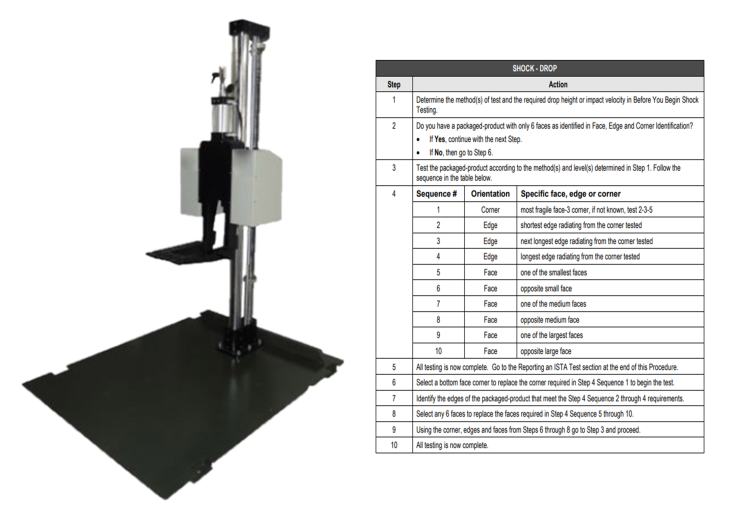 SHOCK - DROP
Step Action
1 Determine the method(s) of test and the required drop height or impact velocity in Before You Begin Shock
Testing.
2 Do you have a packaged-product with only 6 faces as identified in Face, Edge and Corner Identification?
• If Yes, continue with the next Step.
• If No, then go to Step 6.
3 Test the packaged-product according to the method(s) and level(s) determined in Step 1. Follow the
sequence in the table below.
4 Sequence # Orientation Specific face, edge or corner
1 Corner most fragile face-3 corner, if not known, test 2-3-5
2 Edge shortest edge radiating from the corner tested
3 Edge next longest edge radiating from the corner tested
4 Edge longest edge radiating from the corner tested
5 Face one of the smallest faces
6 Face opposite small face
7 Face one of the medium faces
8 Face opposite medium face
9 Face one of the largest faces
10 Face opposite large face
5 All testing is now complete. Go to the Reporting an ISTA Test section at the end of this Procedure.
6 Select a bottom face corner to replace the corner required in Step 4 Sequence 1 to begin the test.
7 Identify the edges of the packaged-product that meet the Step 4 Sequence 2 through 4 requirements.
8 Select any 6 faces to replace the faces required in Step 4 Sequence 5 through 10.
9 Using the corner, edges and faces from Steps 6 through 8 go to Step 3 and proceed.
10 All testing is now complete.